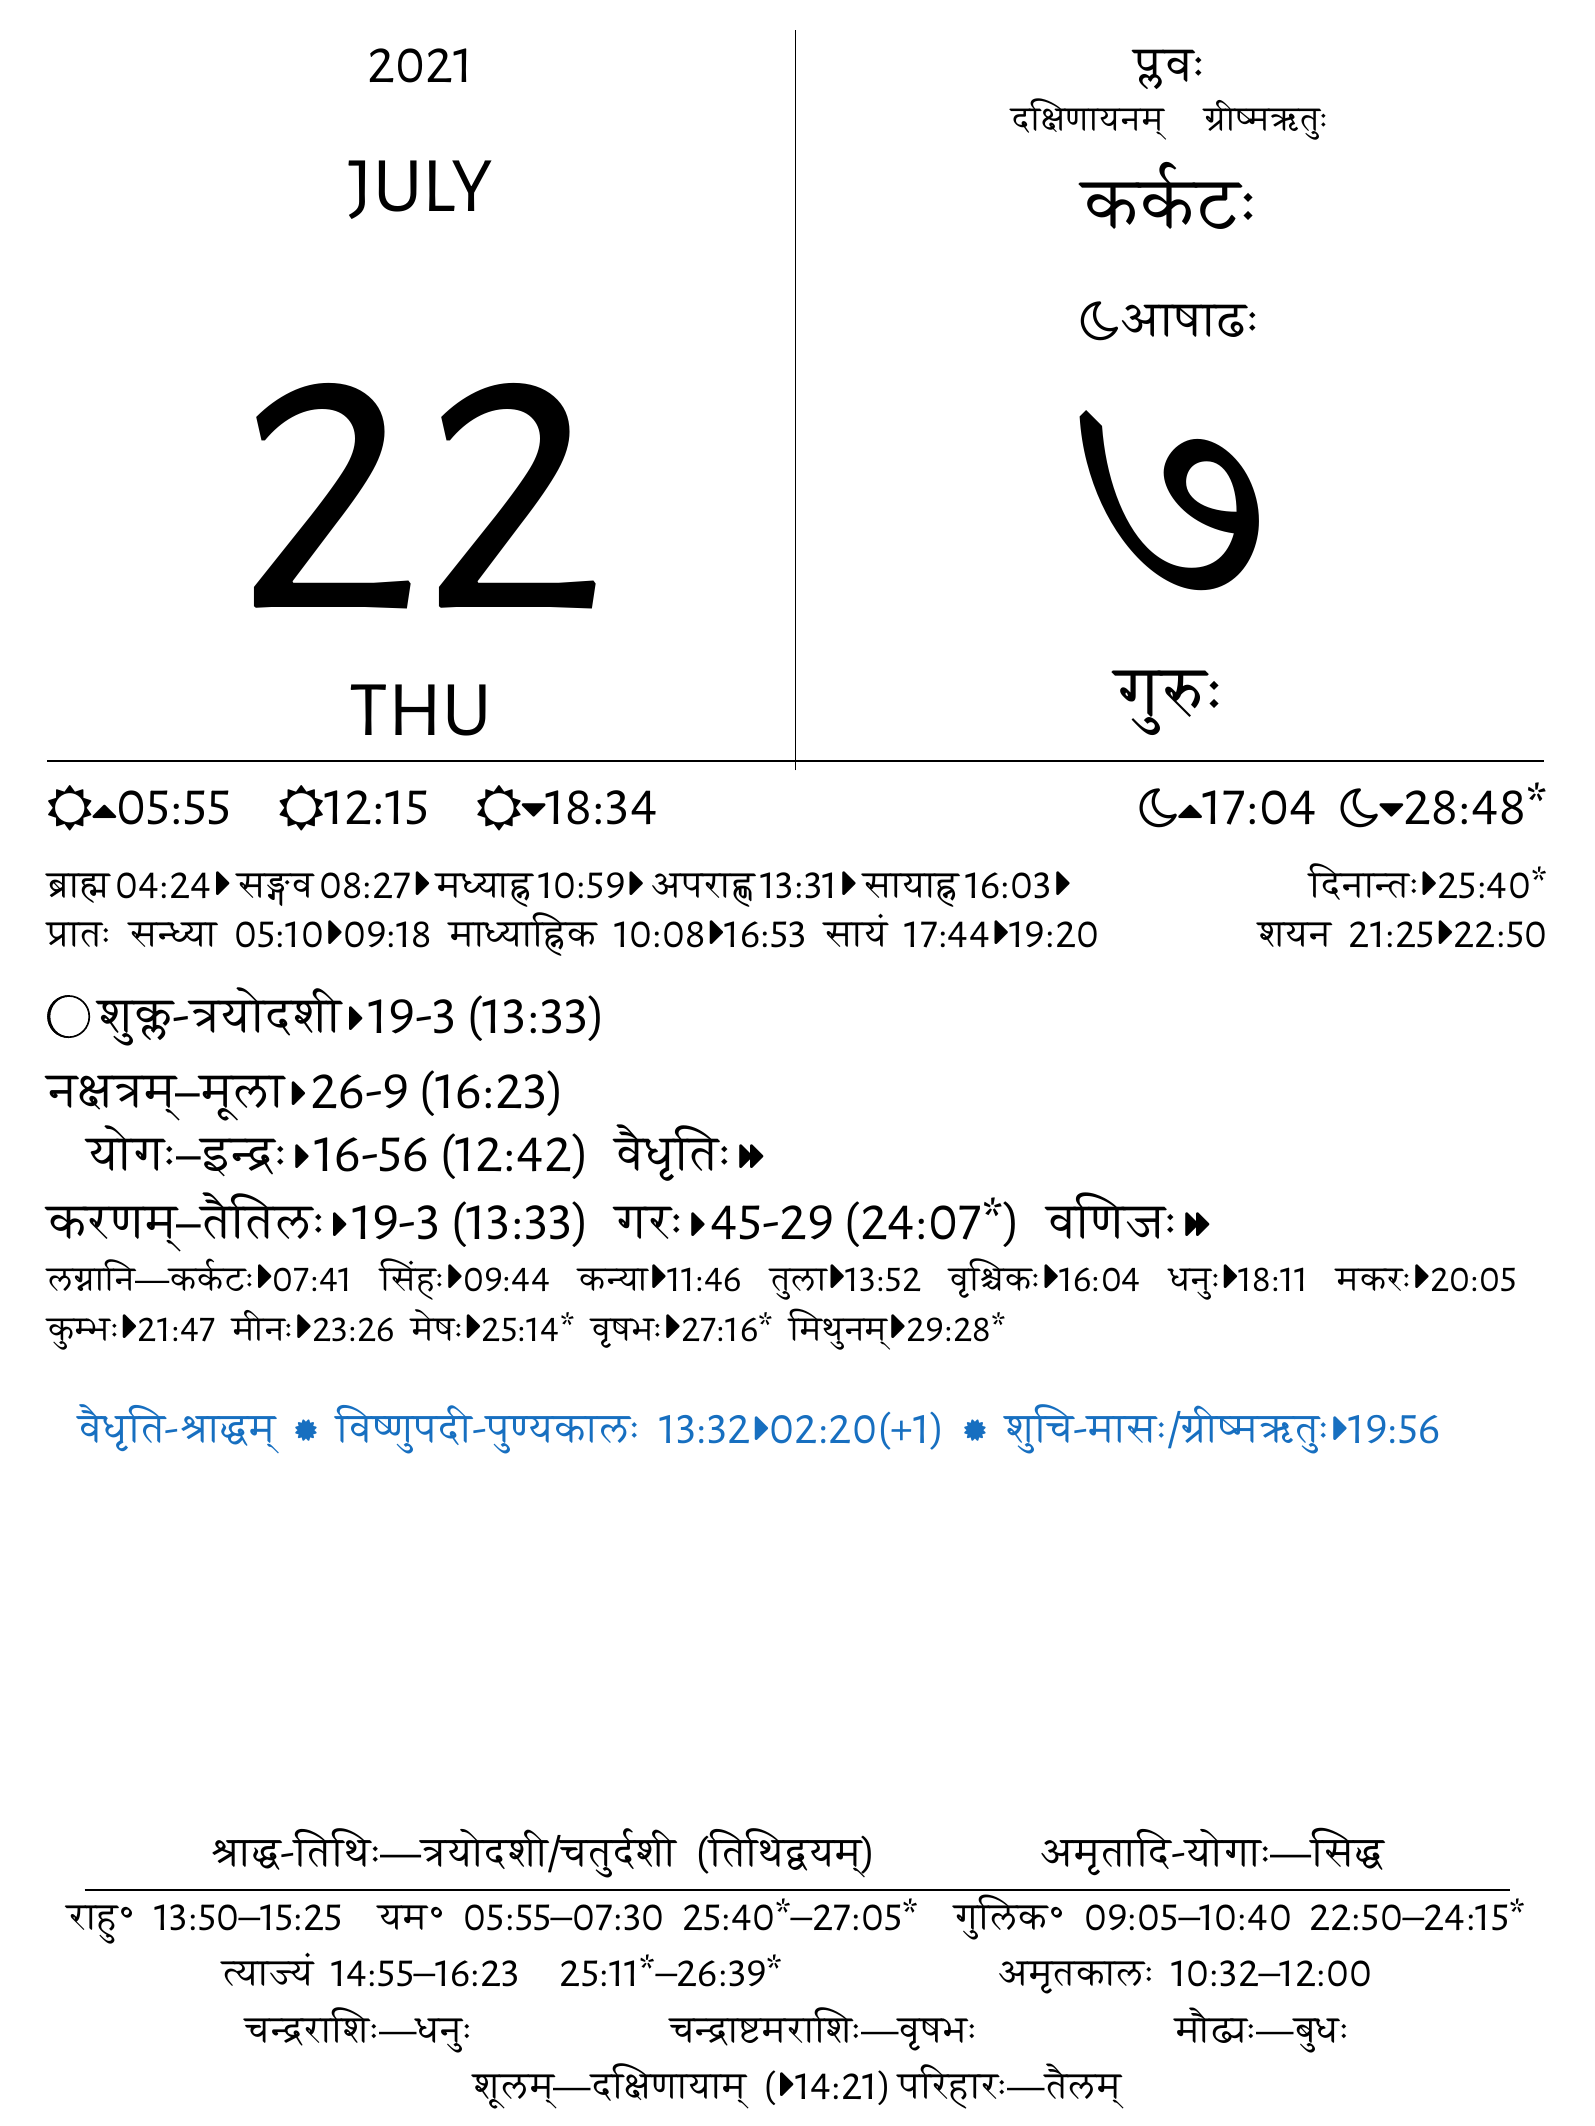 2021
JULY
22
THU
प्लवः
दक्षिणायनम् ग्रीष्मऋतुः
कर्कटः
आषाढः
७
गुरुः
05:55 12:15 18:34 17:04 28:48*
ब्राह्म 04:24 सङ्गव 08:27 मध्याह्न 10:59 अपराह्ण 13:31 सायाह्न 16:03 दिनान्तः 25:40*
प्रातः सन्ध्या 05:10 09:18 माध्याह्निक 10:08 16:53 सायं 17:44 19:20 शयन 21:25 22:50
शुक्ल-त्रयोदशी 19-3 (13:33)
नक्षत्रम्–मूला 26-9 (16:23)
योगः–इन्द्रः 16-56 (12:42) वैधृतिः
करणम्–तैतिलः 19-3 (13:33) गरः 45-29 (24:07*) वणिजः
लग्नानि—कर्कटः 07:41 सिंहः 09:44 कन्या 11:46 तुला 13:52 वृश्चिकः 16:04 धनुः 18:11 मकरः 20:05
कुम्भः 21:47 मीनः 23:26 मेषः 25:14* वृषभः 27:16* मिथुनम् 29:28*
वैधृति-श्राद्धम् विष्णुपदी-पुण्यकालः 13:32 02:20(+1) शुचि-मासः/ग्रीष्मऋतुः 19:56
श्राद्ध-तिथिः—त्रयोदशी/चतुर्दशी (तिथिद्वयम्) अमृतादि-योगाः—सिद्ध
राहु॰ 13:50–15:25 यम॰ 05:55–07:30 25:40*–27:05* गुलिक॰ 09:05–10:40 22:50–24:15*
त्याज्यं 14:55–16:23 25:11*–26:39* अमृतकालः 10:32–12:00
चन्द्रराशिः—धनुः चन्द्राष्टमराशिः—वृषभः मौढ्यः—बुधः
शूलम्—दक्षिणायाम् (14:21) परिहारः—तैलम्